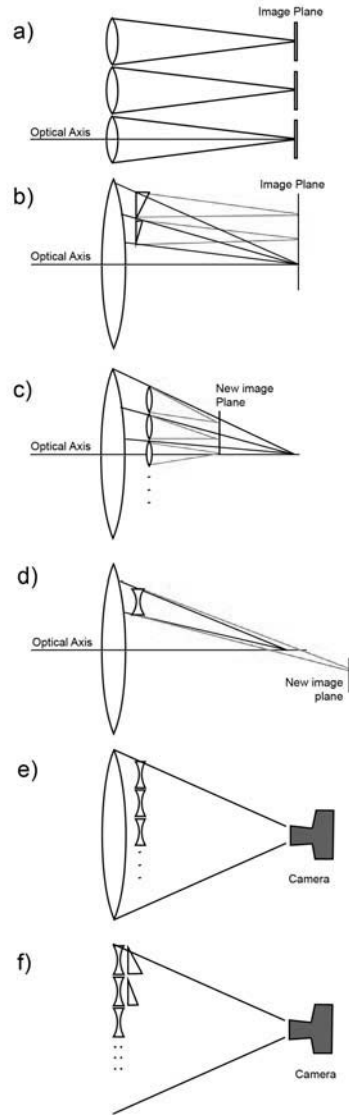 a)
Image Plane
Optical Axis
b)
Image Plane
Optical Axis
c)
New image
Plane
Optical Axis
d)
Optical Axis
New image
plane
e)
Camera
f)
Camera